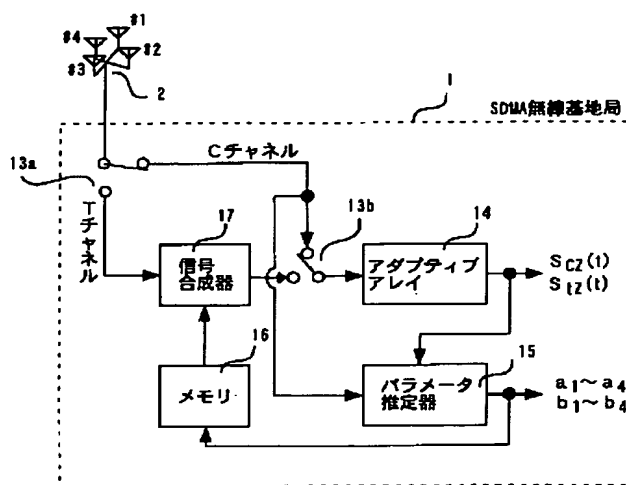 #1
#4
#2
#3
2
1
SDMA無線基地局
13a
Cチャネル
Tチャネル
17
信号
合成器
13b
14
アダプティブ
アレイ
Scz(t)
Stz(t)
16
メモリ
15
パラメータ
推定器
a1〜a4
b1〜b4